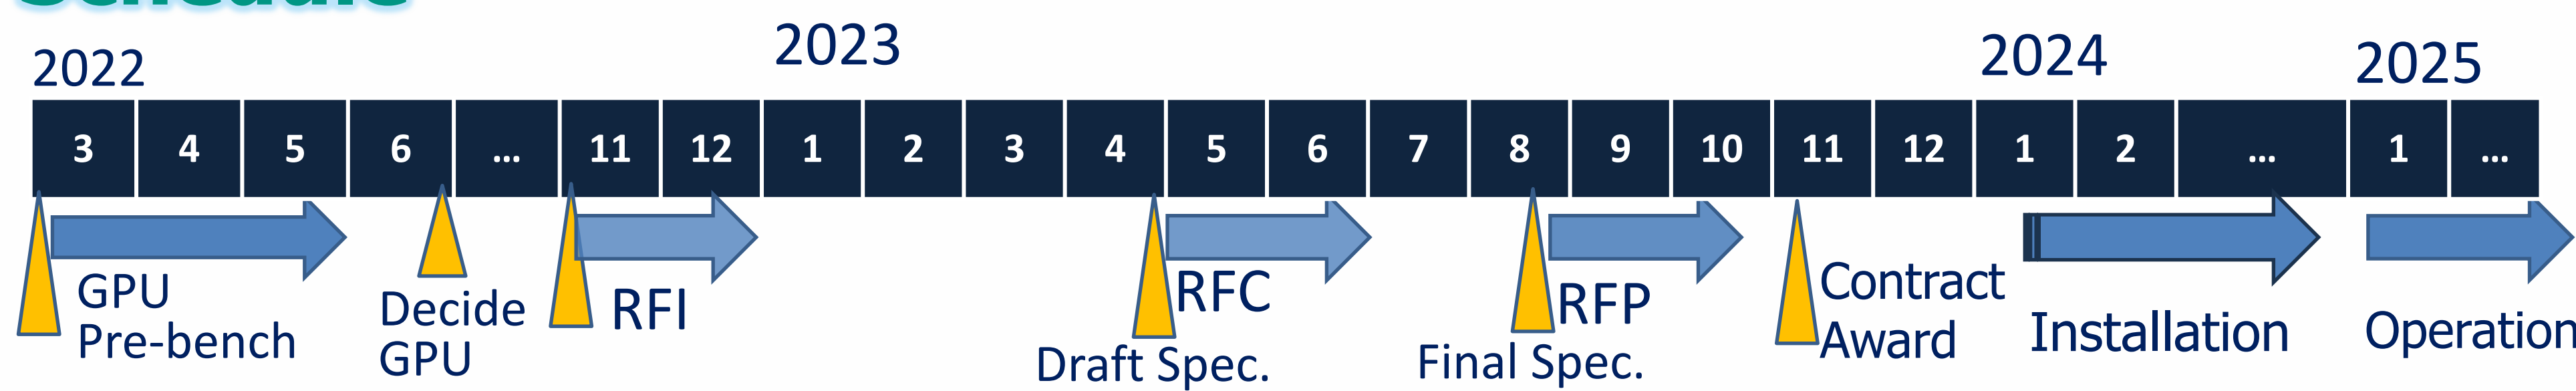 Schedule
2022 2023 2024 2025
3 4 5 6 ... 11 12 1 2 3 4 5 6 7 8 9 10 11 12 1 2 ... 1 ...
GPU
Pre-bench
Decide
GPU
RFI
RFC
Draft Spec.
RFP
Final Spec.
Contract
Award
Installation
Operation